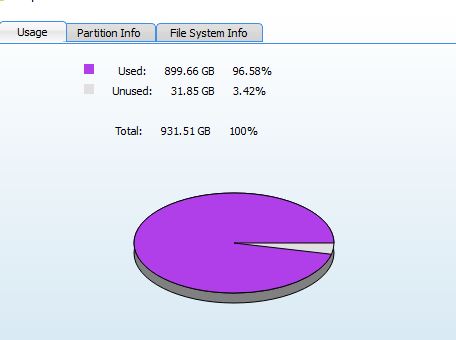 Usage Partition Info File System Info
Used: 899.66 GB 96.58%
Unused: 31.85 GB 3.42%
Total: 931.51 GB 100%